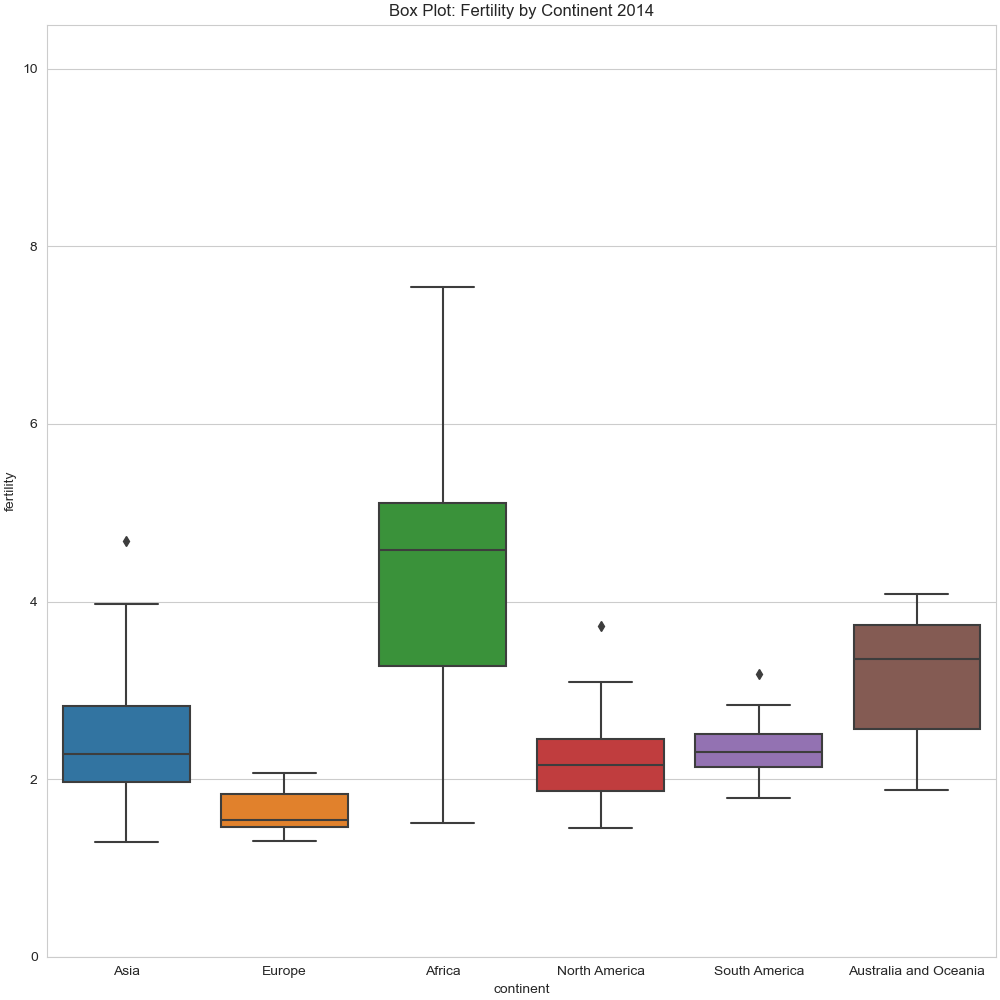 Box Plot: Fertility by Continent 2014
10
8
6
4
2
0
fertility
Asia Europe Africa North America South America Australia and Oceania
continent